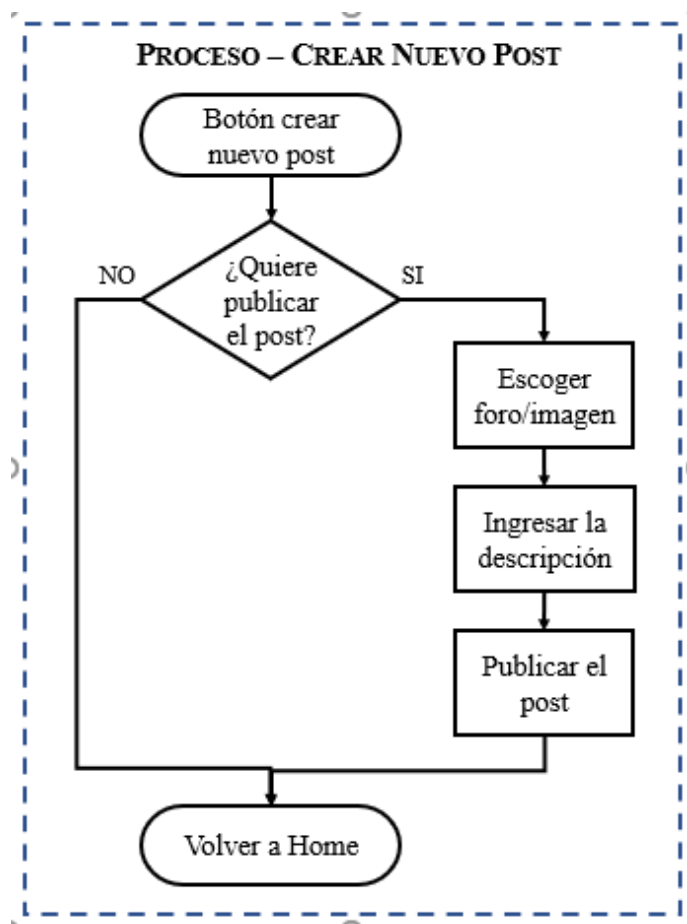 PROCESO – CREAR NUEVO POST
Botón crear
nuevo post
¿Quiere
publicar
el post?
NO
SI
Escoger
foro/imagen
Ingresar la
descripción
Publicar el
post
Volver a Home